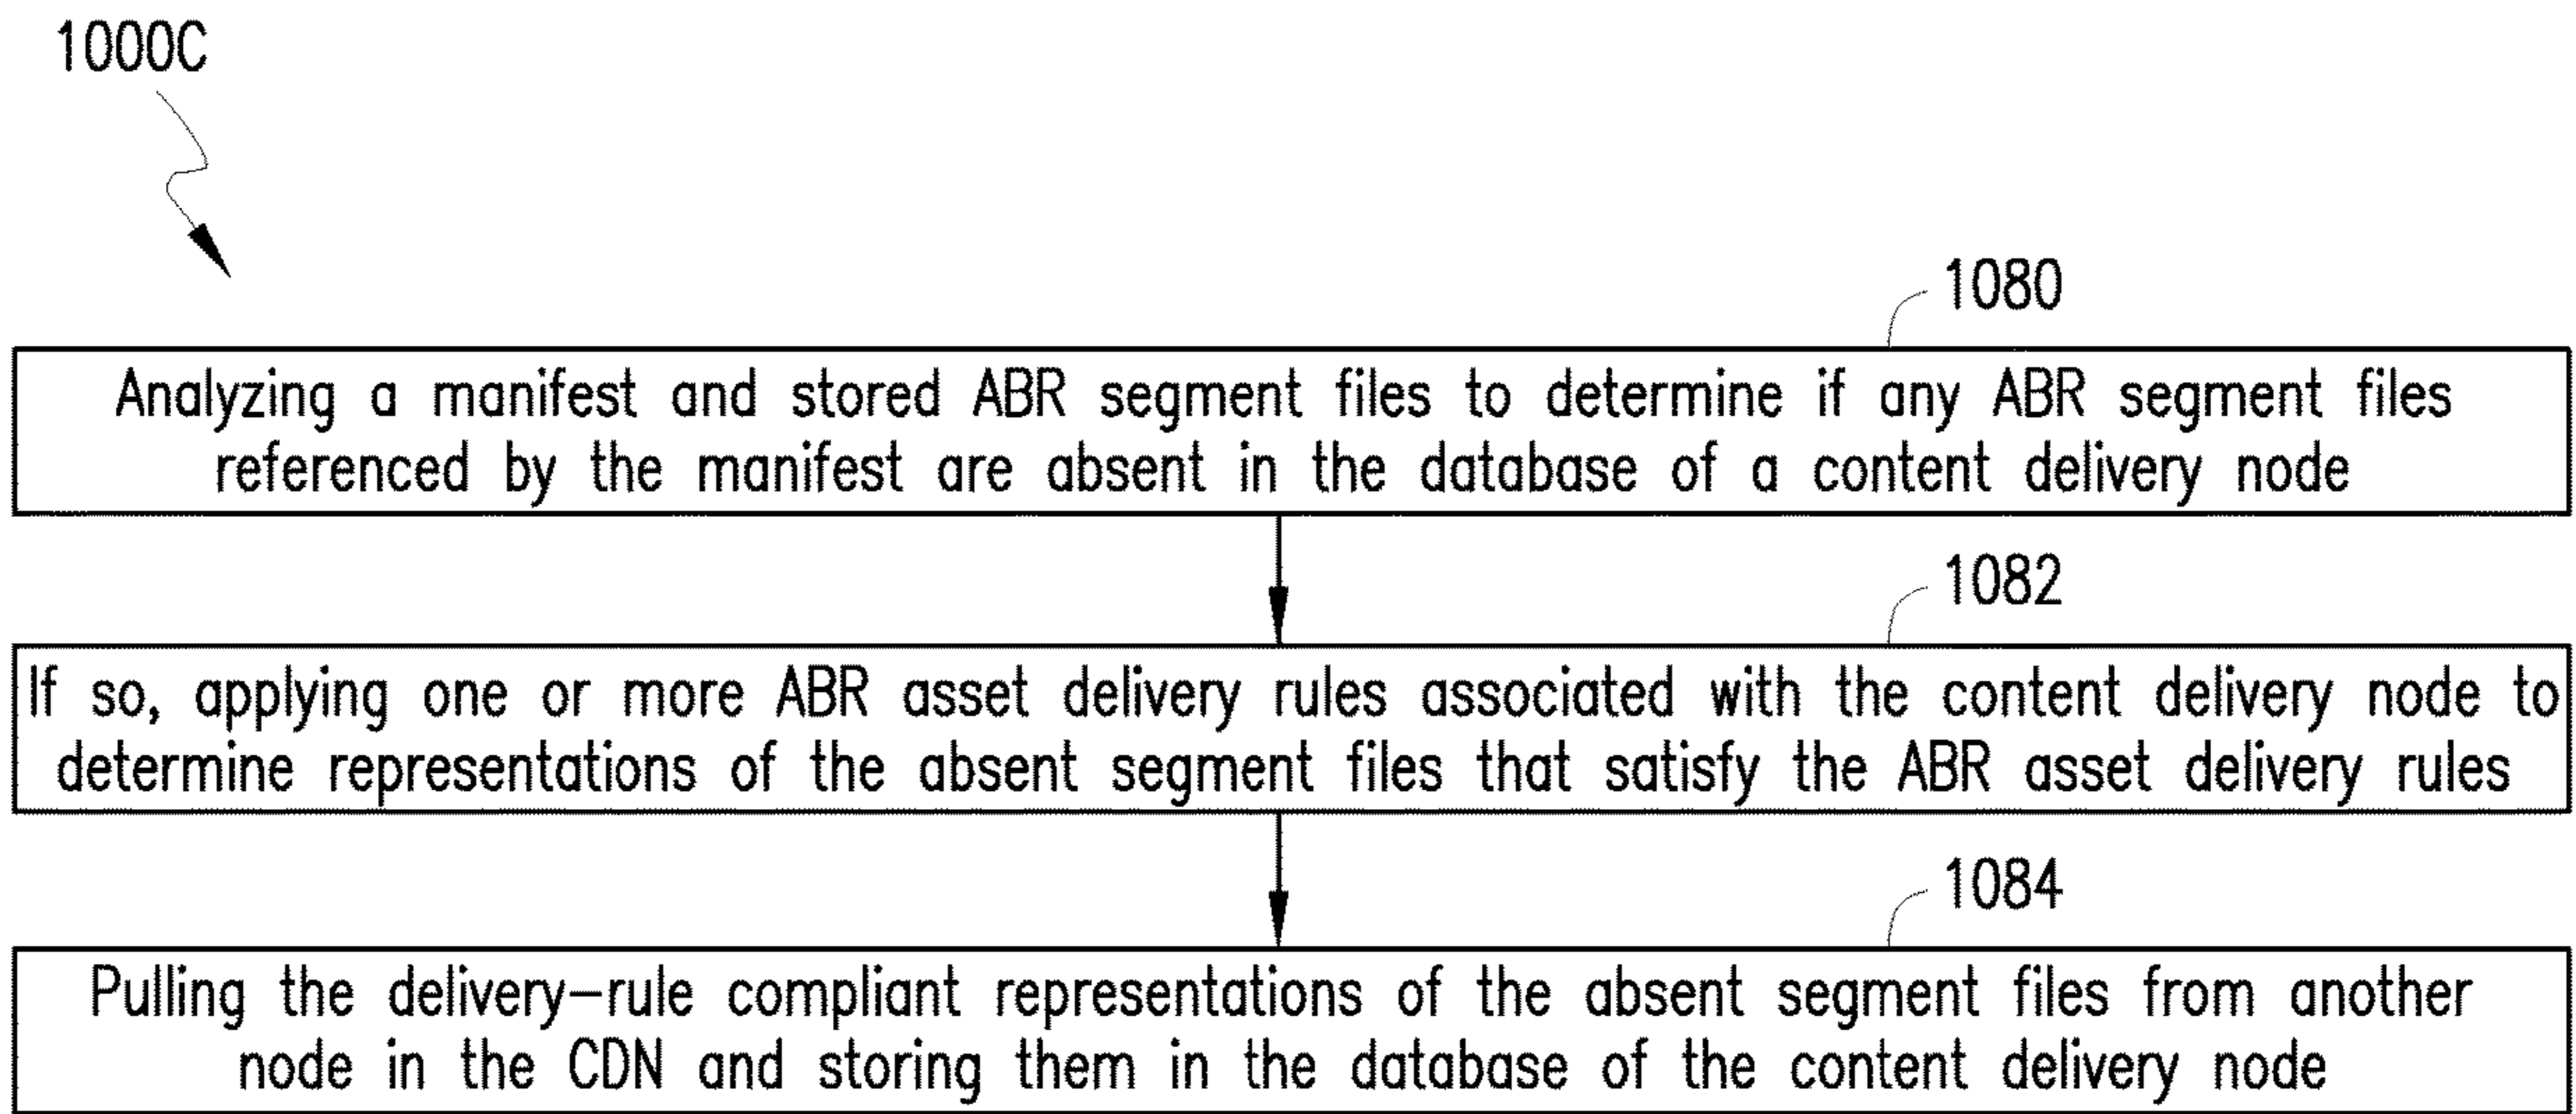 1000C
1080
Analyzing a manifest and stored ABR segment files to determine if any ABR segment files
referenced by the manifest are absent in the database of a content delivery node
1082
If so, applying one or more ABR asset delivery rules associated with the content delivery node to
determine representations of the absent segment files that satisfy the ABR asset delivery rules
1084
Pulling the delivery-rule compliant representations of the absent segment files from another
node in the CDN and storing them in the database of the content delivery node